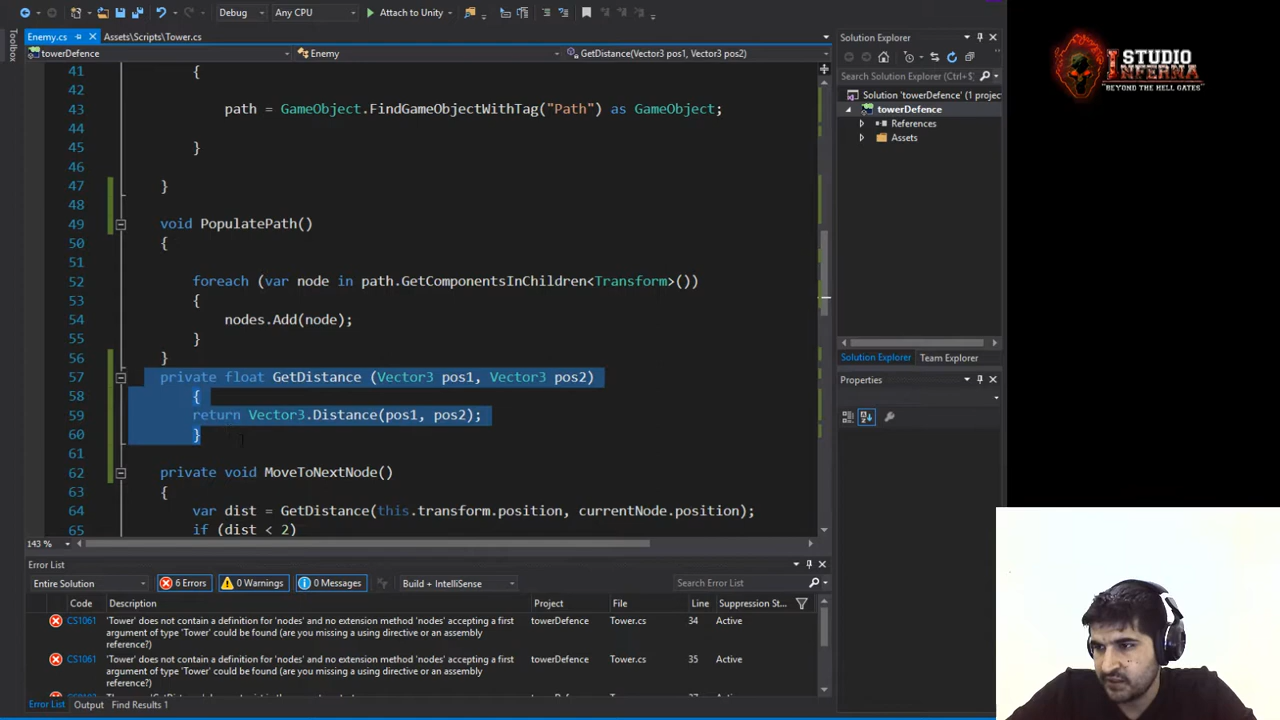 Debug
Any CPU
Attach to Unity
Toolbox
Enemy.cs
Assets\Scripts\Tower.cs
towerDefence
Enemy
GetDistance(Vector3 pos1, Vector3 pos2)
41 {
42
43 path = GameObject.FindGameObjectWithTag("Path") as GameObject;
44
45 }
46
47 }
48
49 void PopulatePath()
50 {
51
52 foreach (var node in path.GetComponentsInChildren<Transform>())
53 {
54 nodes.Add(node);
55 }
56 }
57 private float GetDistance (Vector3 pos1, Vector3 pos2)
58 {
59 return Vector3.Distance(pos1, pos2);
60 }
61
62 private void MoveToNextNode()
63 {
64 var dist = GetDistance(this.transform.position, currentNode.position);
65 if (dist < 2)
143 %
Solution Explorer
Search Solution Explorer (Ctrl+$)
Solution 'towerDefence' (1 projec
towerDefence
References
Assets
Solution Explorer Team Explorer
Properties
Error List
Entire Solution
6 Errors
0 Warnings
0 Messages
Build + IntelliSense
Search Error List
Code Description Project File Line Suppression St...
CS1061 'Tower' does not contain a definition for 'nodes' and no extension method 'nodes' accepting a first towerDefence Tower.cs 34 Active
argument of type 'Tower' could be found (are you missing a using directive or an assembly
reference?)
CS1061 'Tower' does not contain a definition for 'nodes' and no extension method 'nodes' accepting a first towerDefence Tower.cs 35 Active
argument of type 'Tower' could be found (are you missing a using directive or an assembly
reference?)
Error List Output Find Results 1
STUDIO
INFERNA
"BEYOND THE HELL GATES"